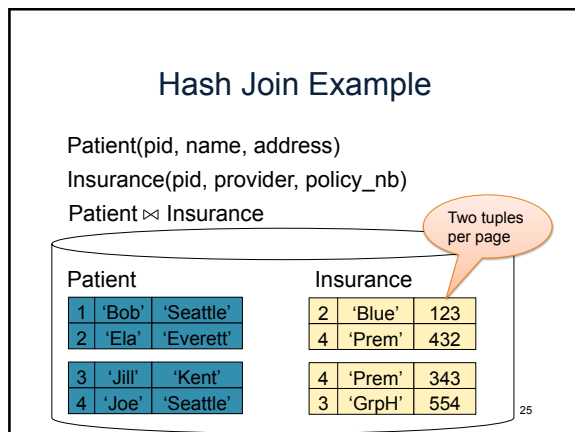 Hash Join Example
Patient(pid, name, address)
Insurance(pid, provider, policy_nb)
Patient ⋈ Insurance
Two tuples
per page
Patient
1 ‘Bob’ ‘Seattle’
2 ‘Ela’ ‘Everett’
3 ‘Jill’ ‘Kent’
4 ‘Joe’ ‘Seattle’
Insurance
2 ‘Blue’ 123
4 ‘Prem’ 432
4 ‘Prem’ 343
3 ‘GrpH’ 554
25